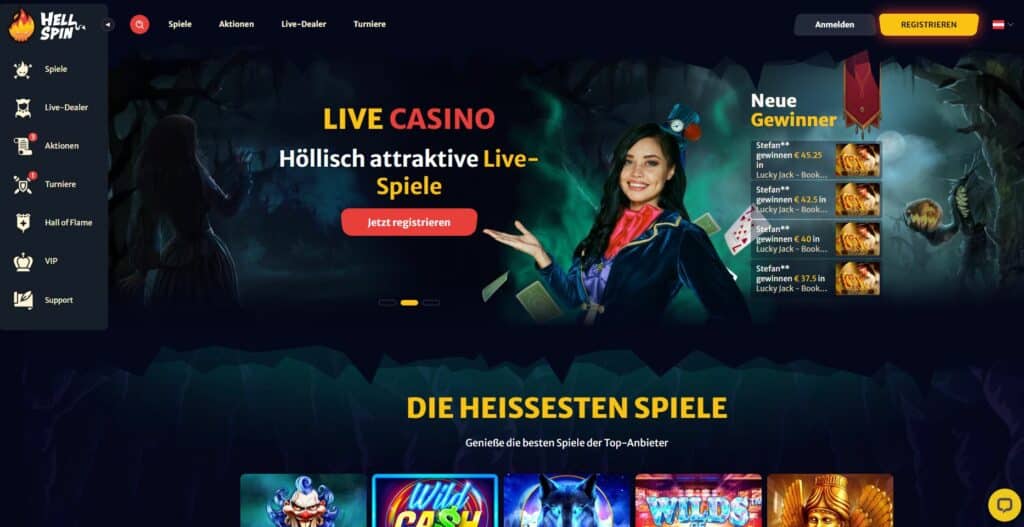 HELL
SPIN
Spiele
Aktionen
Live-Dealer
Turniere
Anmelden
REGISTRIEREN
Spiele
Live-Dealer
3
Aktionen
1
Turniere
Hall of Flame
VIP
Support
LIVE CASINO
Höllisch attraktive Live-
Spiele
Jetzt registrieren
Neue
Gewinner
Stefan**
gewinnen € 45.25
in
Lucky Jack - Book...
Stefan**
gewinnen € 42.5 in
Lucky Jack - Book...
Stefan**
gewinnen € 40 in
Lucky Jack - Book...
Stefan**
gewinnen € 37.5 in
Lucky Jack - Book...
DIE HEISSESTEN SPIELE
Genieße die besten Spiele der Top-Anbieter
Wild
CA$H
WILDS